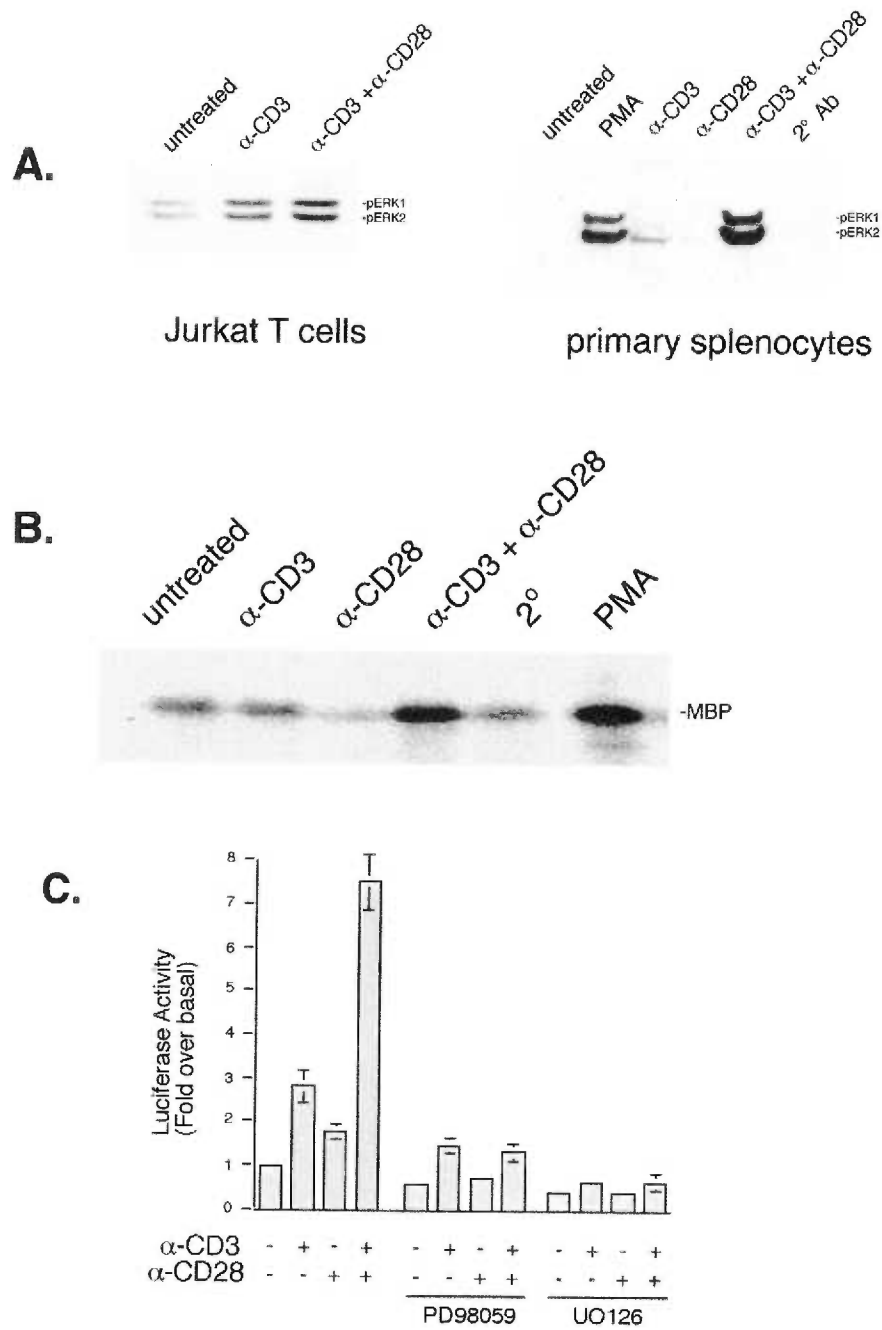 A.
untreated
α-CD3
α-CD3 +α-CD28
-pERK1
-pERK2
Jurkat T cells
untreated
PMA
α-CD3
α-CD28
α-CD3 +α-CD28
2° Ab
-pERK1
-pERK2
primary splenocytes
B.
untreated
α-CD3
α-CD28
α-CD3 + α-CD28
2°
PMA
-MBP
C.
Luciferase Activity
(Fold over basal)
8
7
6
5
4
3
2
1
0
α-CD3 - + - + - + - + - + - +
α-CD28 - - + + - - + + - - + +
PD98059 UO126